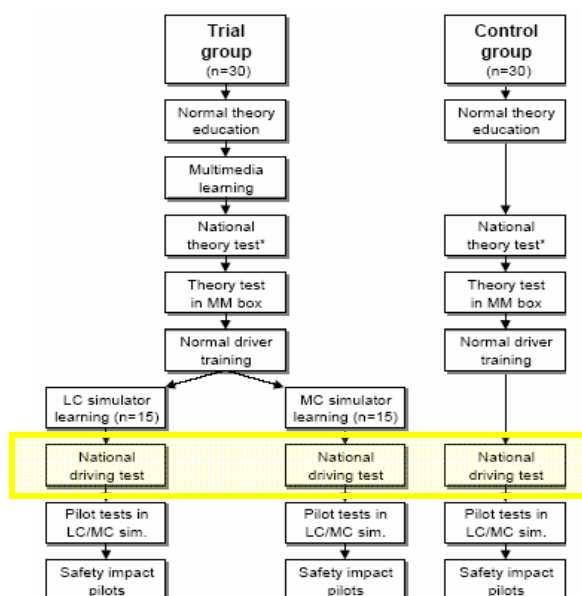 Trial
group
(n=30)
Control
group
(n=30)
Normal theory
education
Normal theory
education
Multimedia
learning
National
theory test*
National
theory test*
Theory test
in MM box
Theory test
in MM box
Normal driver
training
Normal driver
training
LC simulator
learning (n=15)
MC simulator
learning (n=15)
National
driving test
National
driving test
National
driving test
Pilot tests in
LC/MC sim.
Pilot tests in
LC/MC sim.
Pilot tests in
LC/MC sim.
Safety impact
pilots
Safety impact
pilots
Safety impact
pilots